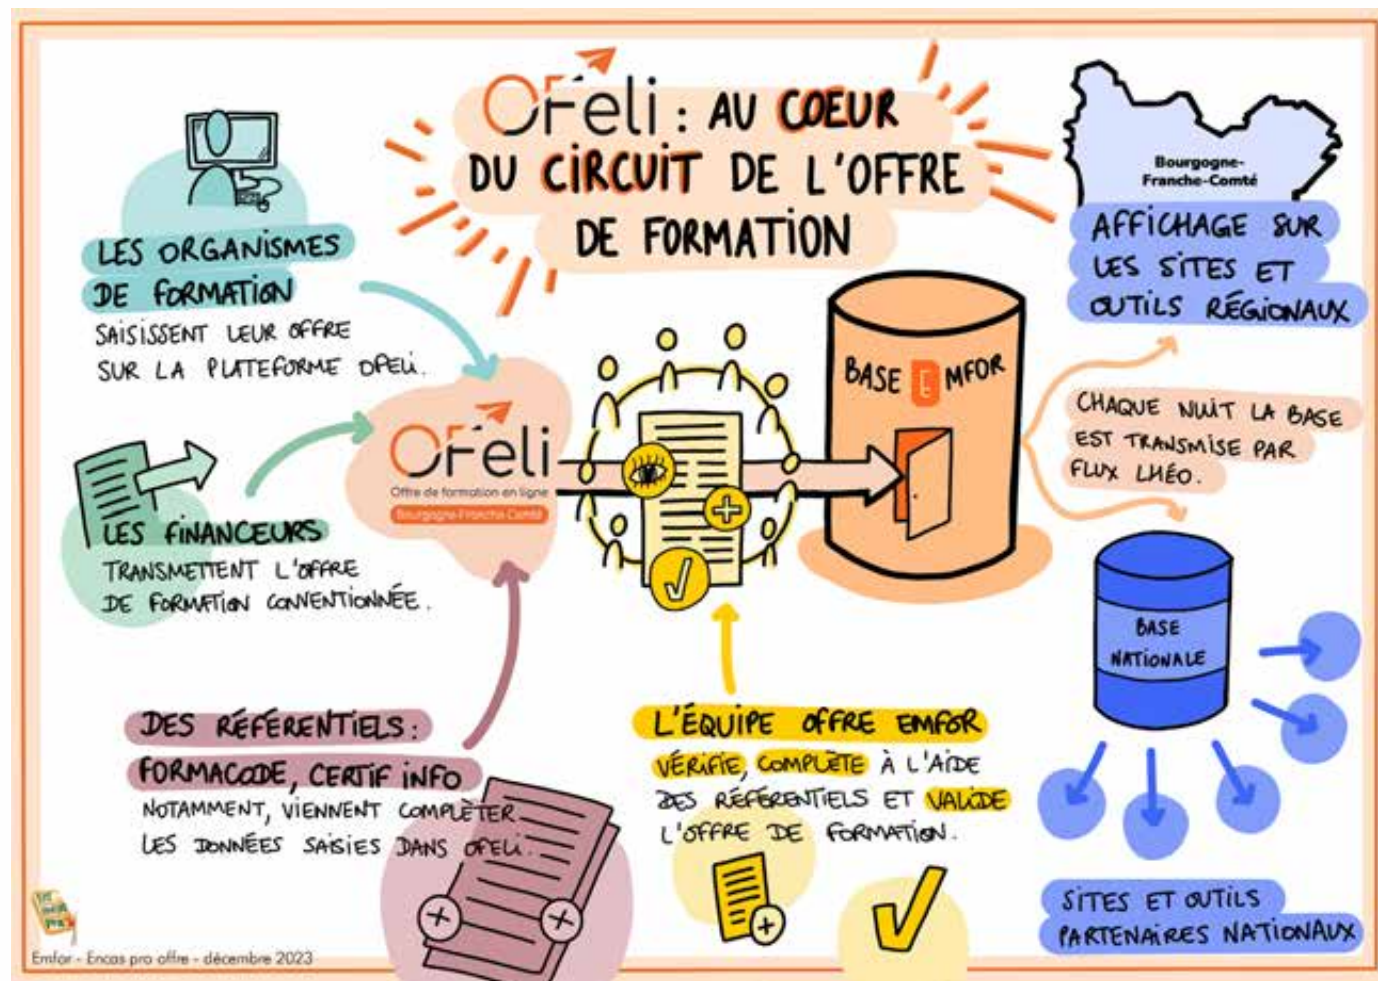 OFeli : AU COEUR
DU CIRCUIT DE L'OFFRE
DE FORMATION
LES ORGANISMES
DE FORMATION
SAISISSENT LEUR OFFRE
SUR LA PLATEFORME OFELI.
LES FINANCEURS
TRANSMETTENT L'OFFRE
DE FORMATION CONVENTIONNÉE.
OFeli
Offre de formation en ligne
Bourgogne-Franche-Comté
DES RÉFÉRENTIELS :
FORMACODE, CERTIF INFO
NOTAMMENT, VIENNENT COMPLÉTER
LES DONNÉES SAISIES DANS OFELI.
L'ÉQUIPE OFFRE EMFOR
VÉRIFIE, COMPLÈTE À L'AIDE
DES RÉFÉRENTIELS ET VALIDE
L'OFFRE DE FORMATION.
BASE EMFOR
Bourgogne-
Franche-Comté
AFFICHAGE SUR
LES SITES ET
OUTILS RÉGIONAUX
CHAQUE NUIT LA BASE
EST TRANSMISE PAR
FLUX LHÉO.
BASE
NATIONALE
SITES ET OUTILS
PARTENAIRES NATIONAUX
Emfor - Encas pro offre - décembre 2023